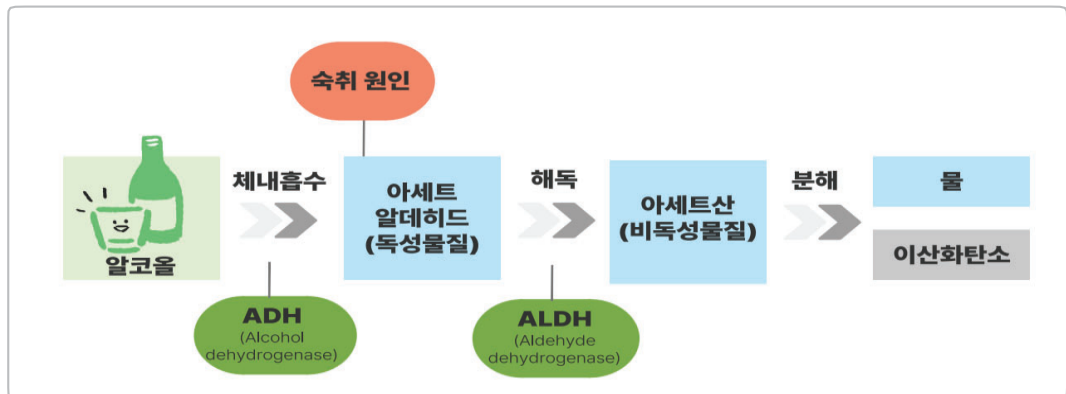 숙취 원인
체내흡수
해독
분해
알코올
아세트
알데히드
(독성물질)
아세트산
(비독성물질)
물
이산화탄소
ADH
(Alcohol
dehydrogenase)
ALDH
(Aldehyde
dehydrogenase)